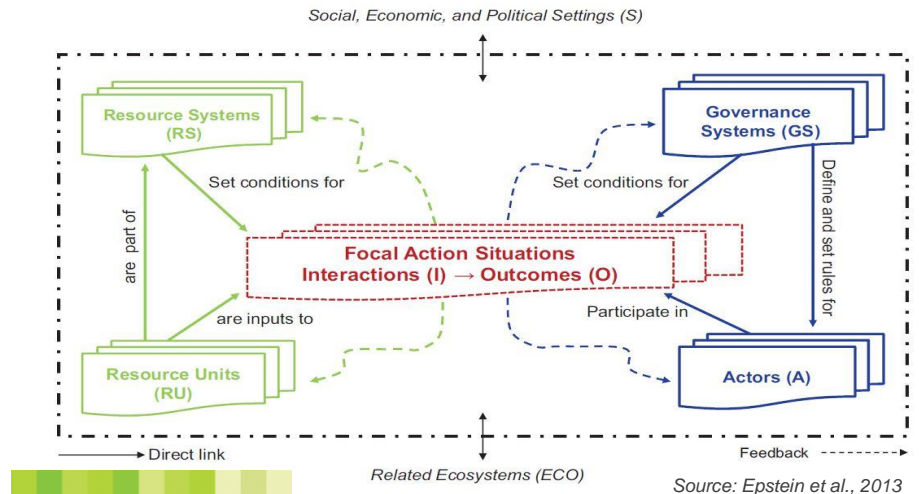 Social, Economic, and Political Settings (S)
Resource Systems
(RS)
Governance
Systems (GS)
Set conditions for
Set conditions for
are part of
Define and set rules for
Focal Action Situations
Interactions (I) → Outcomes (O)
are inputs to
Participate in
Resource Units
(RU)
Actors (A)
Direct link
Feedback
Related Ecosystems (ECO)
Source: Epstein et al., 2013